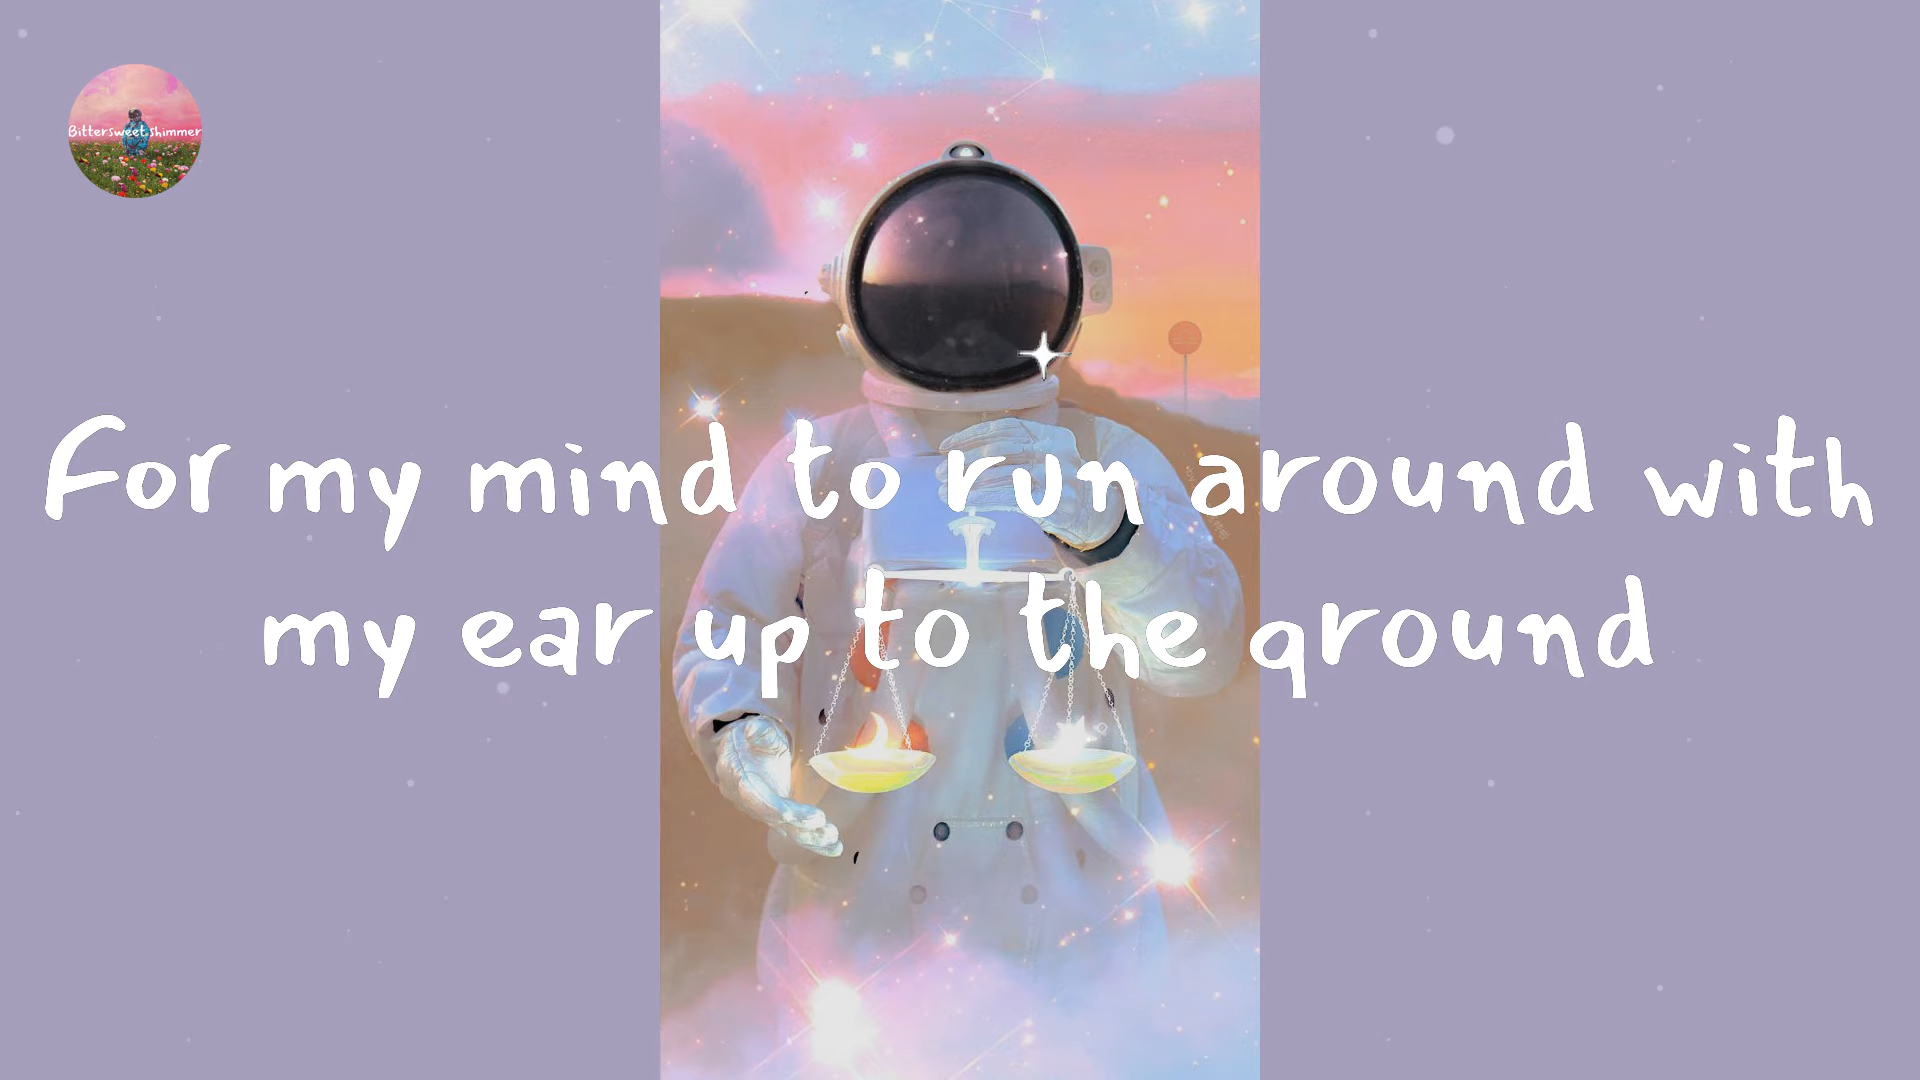 Bittersweet shimmer
For my mind to run around with
my ear up to the ground